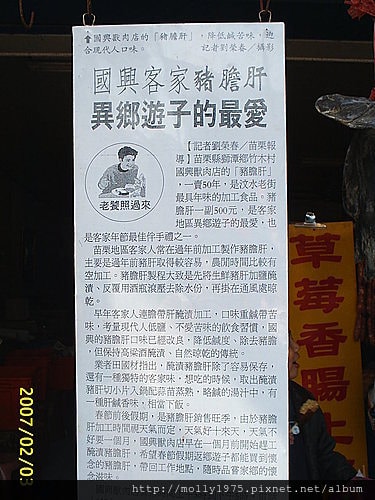 國興獸肉店的「豬膽肝」,降低鹹苦味,迎
合現代人口味。
記者劉榮春/攝影
國興客家豬膽肝
異鄉遊子的最愛
老饕照過來
【記者劉榮春/苗栗報
導】苗栗縣獅潭鄉竹木村
國興獸肉店的「豬膽肝」
,一賣50年,是汶水老街
最具年味的加工食品。豬
膽肝一副500元,是客家
地區異鄉遊子的最愛,也
是客家年節最佳伴手禮之一。
苗栗地區客家人常在過年前加工製作豬膽肝,
主要是過年前豬肝取得較容易,農閒時間比較有
空加工。豬膽肝製程大致是先將生鮮豬肝加鹽醃
漬、反覆用酒瓶滾壓去除水份,再掛在通風處晾
乾。
早年客家人連膽帶肝醃漬加工,口味重鹹帶苦
味,考量現代人低鹽、不愛苦味的飲食習慣,國
興的豬膽肝口味已經改良,降低鹹度、除去豬膽
,但保持高粱酒醃漬、自然晾乾的傳統。
業者田國材指出,醃漬豬膽肝除了容易保存,
還有一種獨特的客家味,想吃的時候,取出醃漬
豬肝切小片入鍋配蒜苗蒸熟,略鹹的湯汁中,有
一種肝鹹香味,相當下飯。
春節前後假期,是豬膽肝銷售旺季,由於豬膽
肝加工時間視天氣而定,天氣好十來天,天氣不
好要一個月,國興獸肉店早在一個月前開始趕工
醃漬豬膽肝,希望春節假期返鄉遊子都能買到懷
念的豬膽肝,帶回工作地點,隨時品嘗家鄉的懷
念滋味。
草莓香腸
2007/02/03
http://molly1975.pixnet.net/album